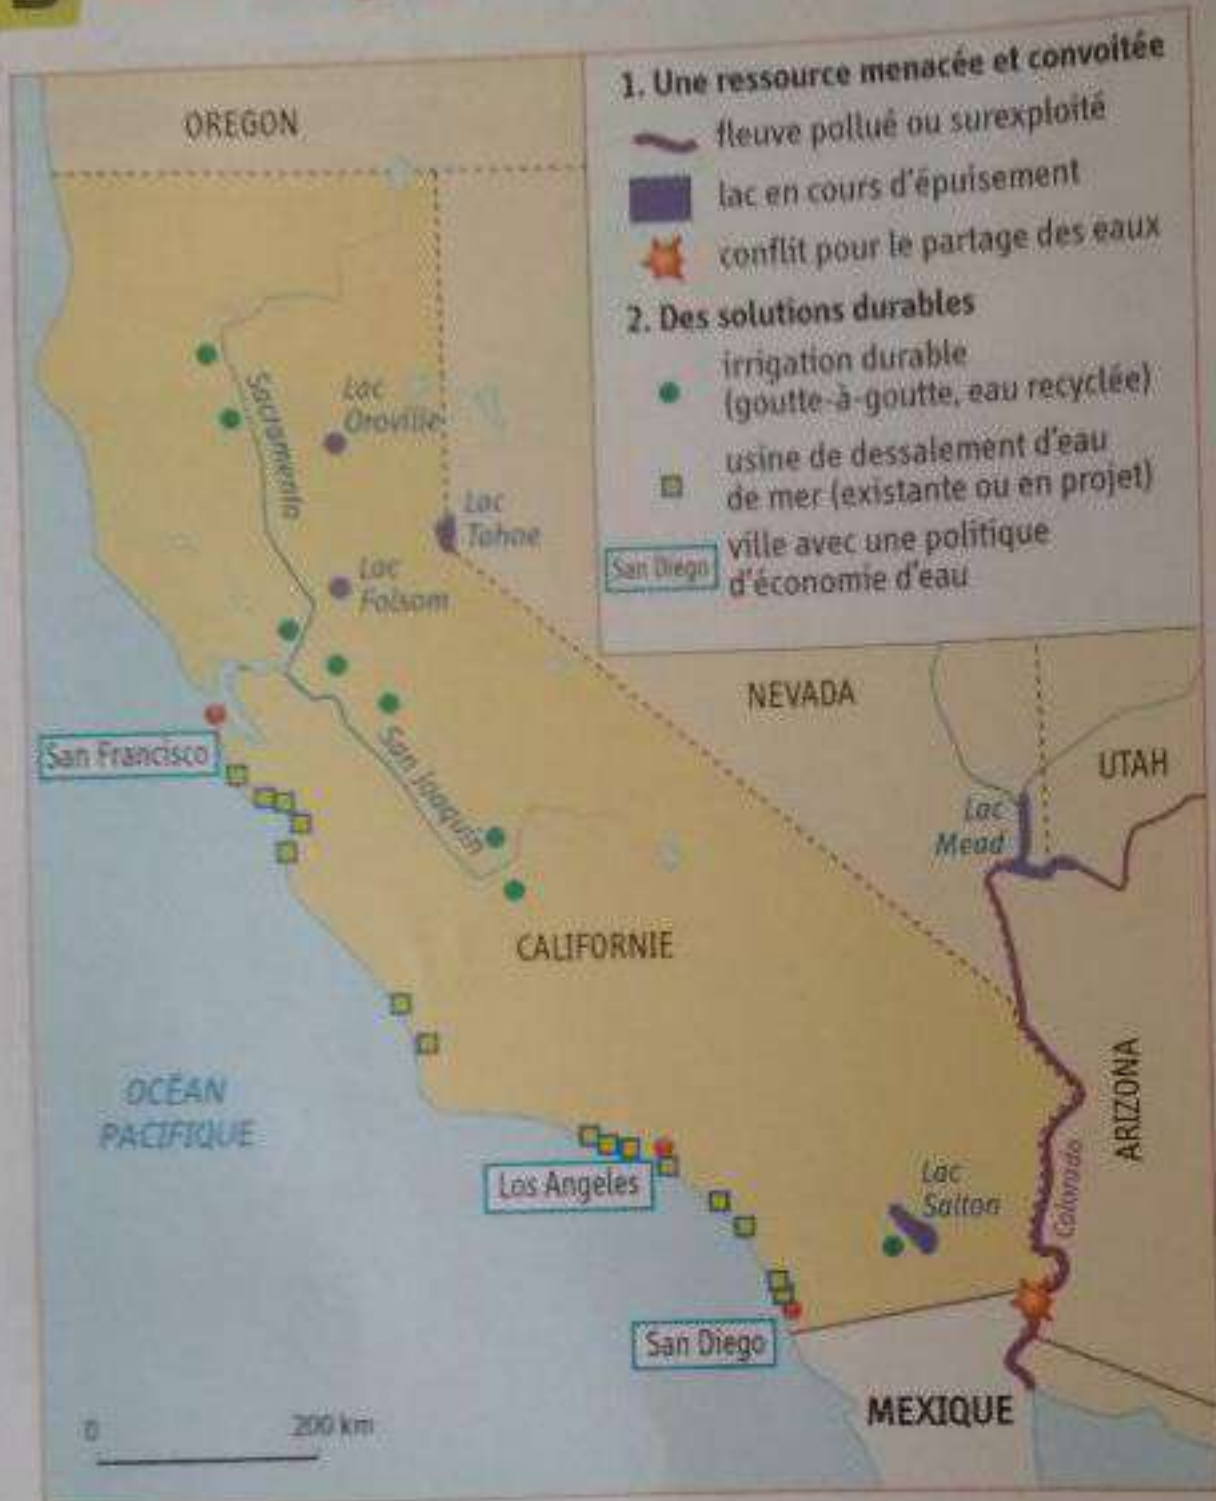 1. Une ressource menacée et convoitée
fleuve pollué ou surexploité
lac en cours d'épuisement
conflit pour le partage des eaux
2. Des solutions durables
irrigation durable
(goutte-à-goutte, eau recyclée)
usine de dessalement d'eau
de mer (existante ou en projet)
San Diego
ville avec une politique
d'économie d'eau
OREGON
Sacramento
Lac
Oroville
Lac
Tahoe
Lac
Folsom
San Francisco
San Joaquin
NEVADA
UTAH
Lac
Mead
CALIFORNIE
OCÉAN
PACIFIQUE
ARIZONA
Colorado
Los Angeles
Lac
Salton
San Diego
MEXIQUE
0 200 km